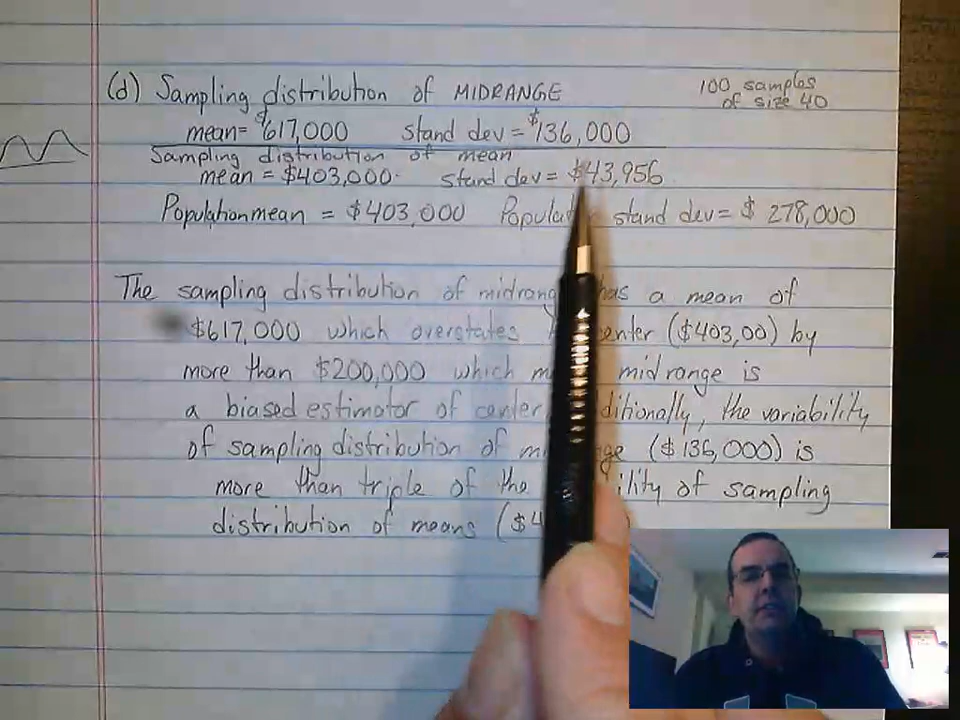 (d) Sampling distribution of MIDRANGE
100 samples
of size 40
mean = $617,000 stand dev = $136,000
Sampling distribution of mean
mean = $403,000. stand dev = $43,956
Population mean = $403,000 stand dev = $278,000
The sampling distribution of has a mean of
$617,000 which overstates ($403,00) by
more than $200,000 which midrange is
a biased estimator of center. the variability
of sampling distribution of ($136,000) is
more than triple of the of sampling
distribution of means